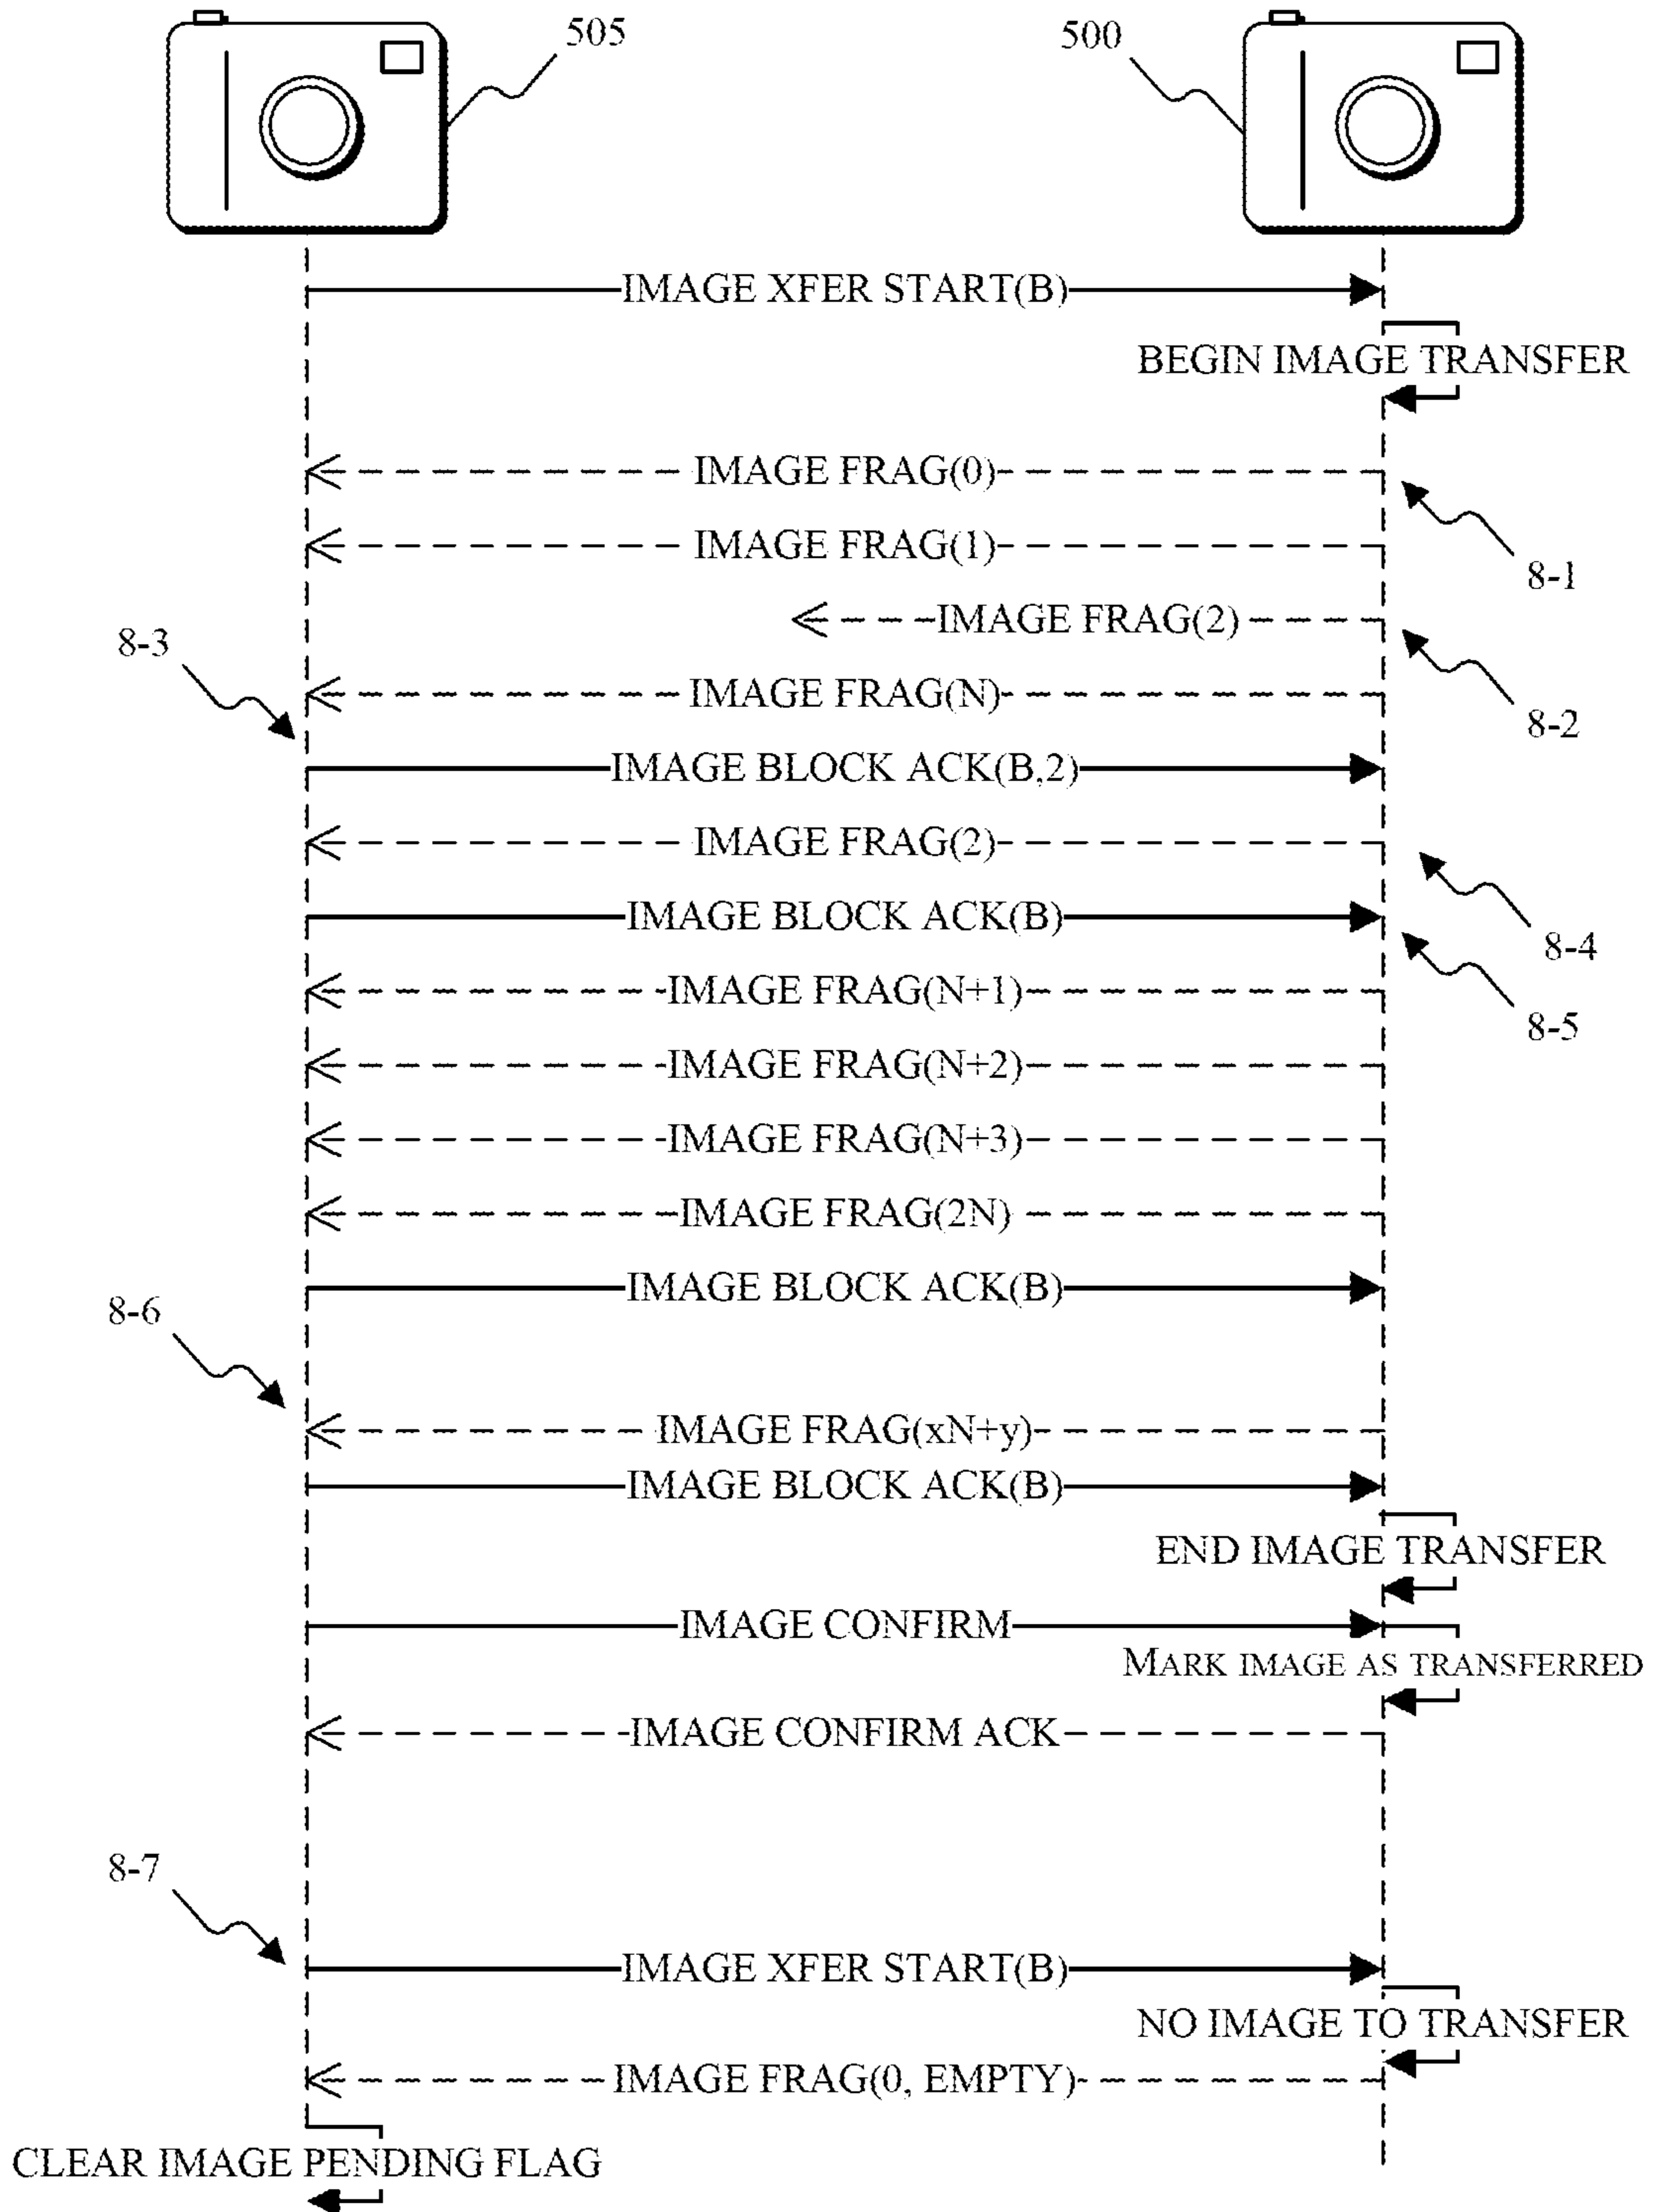 505
500
IMAGE XFER START(B)
BEGIN IMAGE TRANSFER
IMAGE FRAG(0)
8-1
IMAGE FRAG(1)
IMAGE FRAG(2)
8-2
8-3
IMAGE FRAG(N)
IMAGE BLOCK ACK(B,2)
IMAGE FRAG(2)
8-4
IMAGE BLOCK ACK(B)
8-5
IMAGE FRAG(N+1)
IMAGE FRAG(N+2)
IMAGE FRAG(N+3)
IMAGE FRAG(2N)
IMAGE BLOCK ACK(B)
8-6
IMAGE FRAG(xN+y)
IMAGE BLOCK ACK(B)
END IMAGE TRANSFER
IMAGE CONFIRM
MARK IMAGE AS TRANSFERRED
IMAGE CONFIRM ACK
8-7
IMAGE XFER START(B)
NO IMAGE TO TRANSFER
IMAGE FRAG(0, EMPTY)
CLEAR IMAGE PENDING FLAG